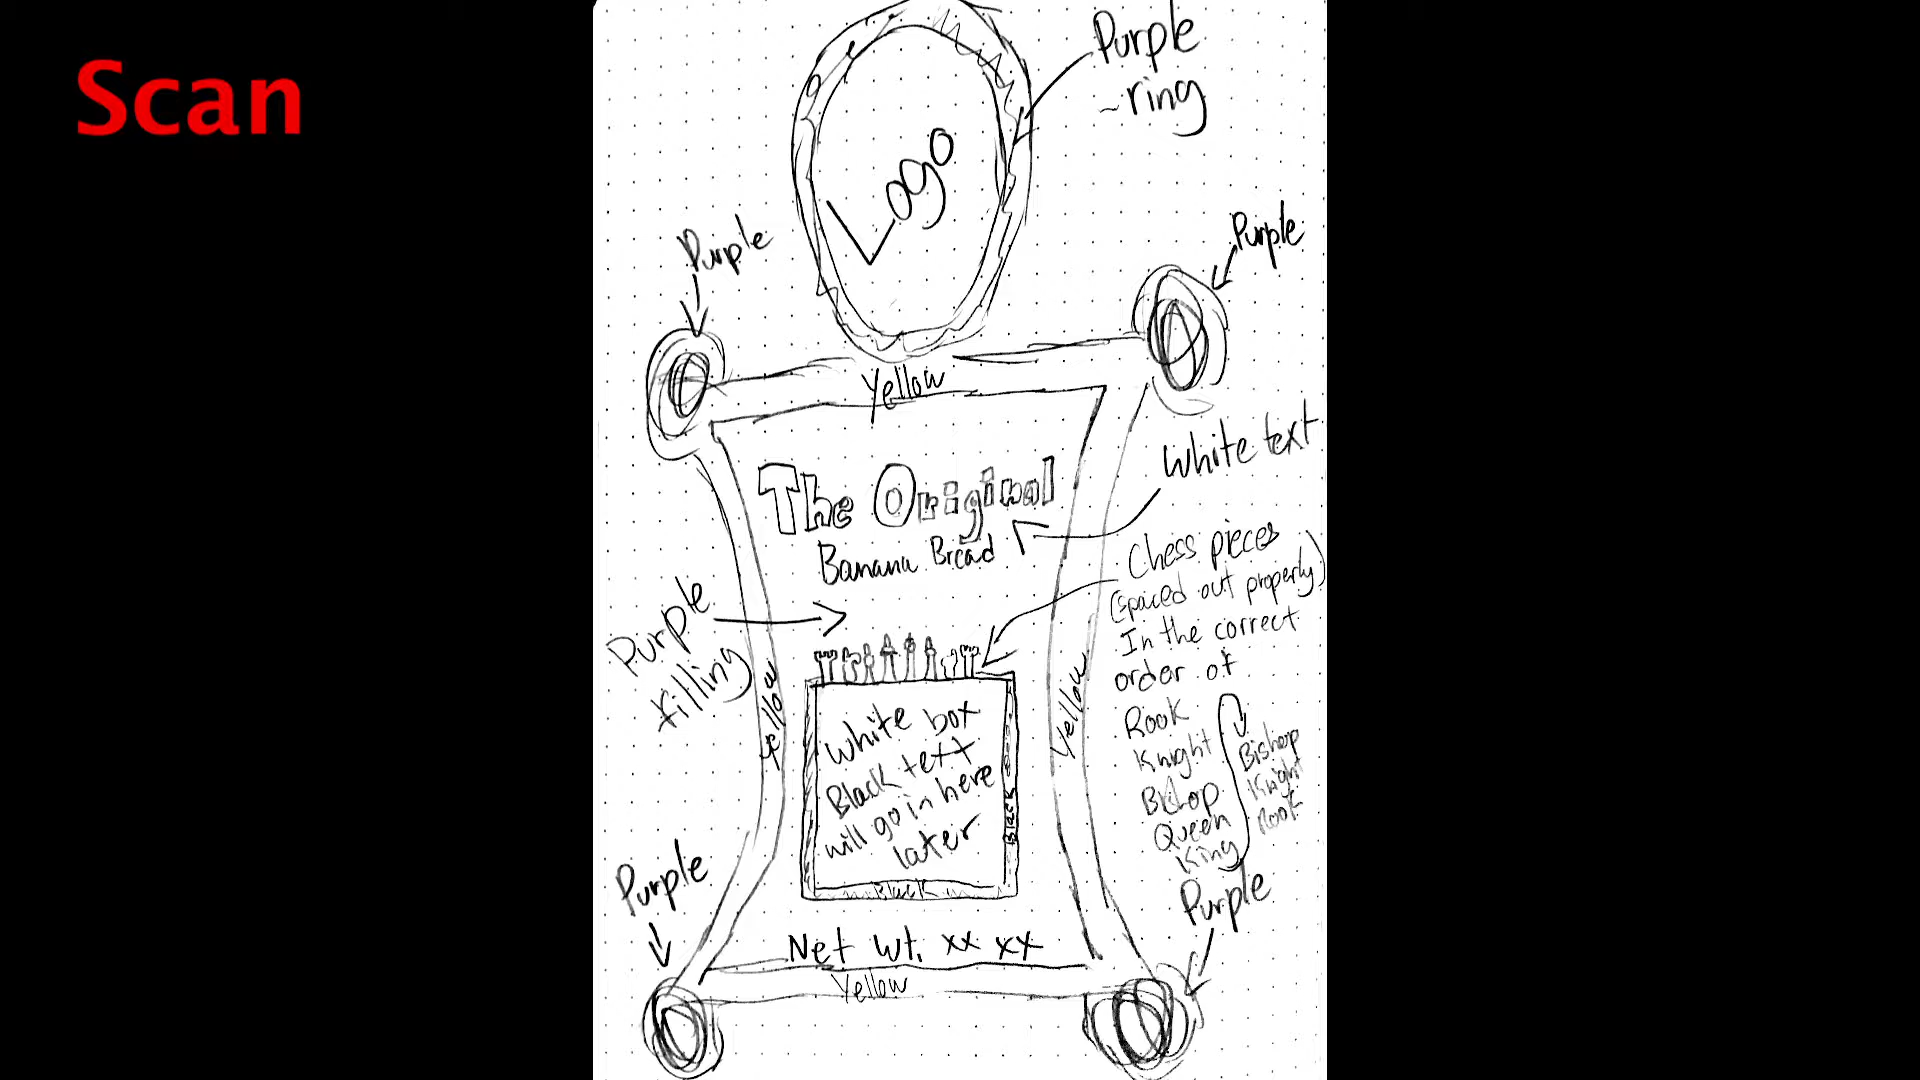 Scan
Purple
ring
Logo
Purple
Purple
Yellow
White text
The Original
Banana Bread
Chess pieces
(spaced out properly)
In the correct
order of
Rook
Knight
Bishop
Queen
King
Bishop
Knight
Rook
Purple
filling
Yellow
Yellow
White box
Black text
will go in here
later
Black
Black
Purple
Purple
Net wt. xx xx
Yellow